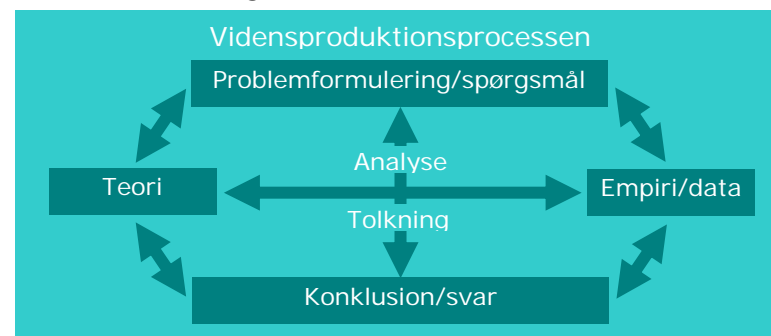 Vidensproduktionsprocessen
Problemformulering/spørgsmål
Analyse
Teori
Empiri/data
Tolkning
Konklusion/svar